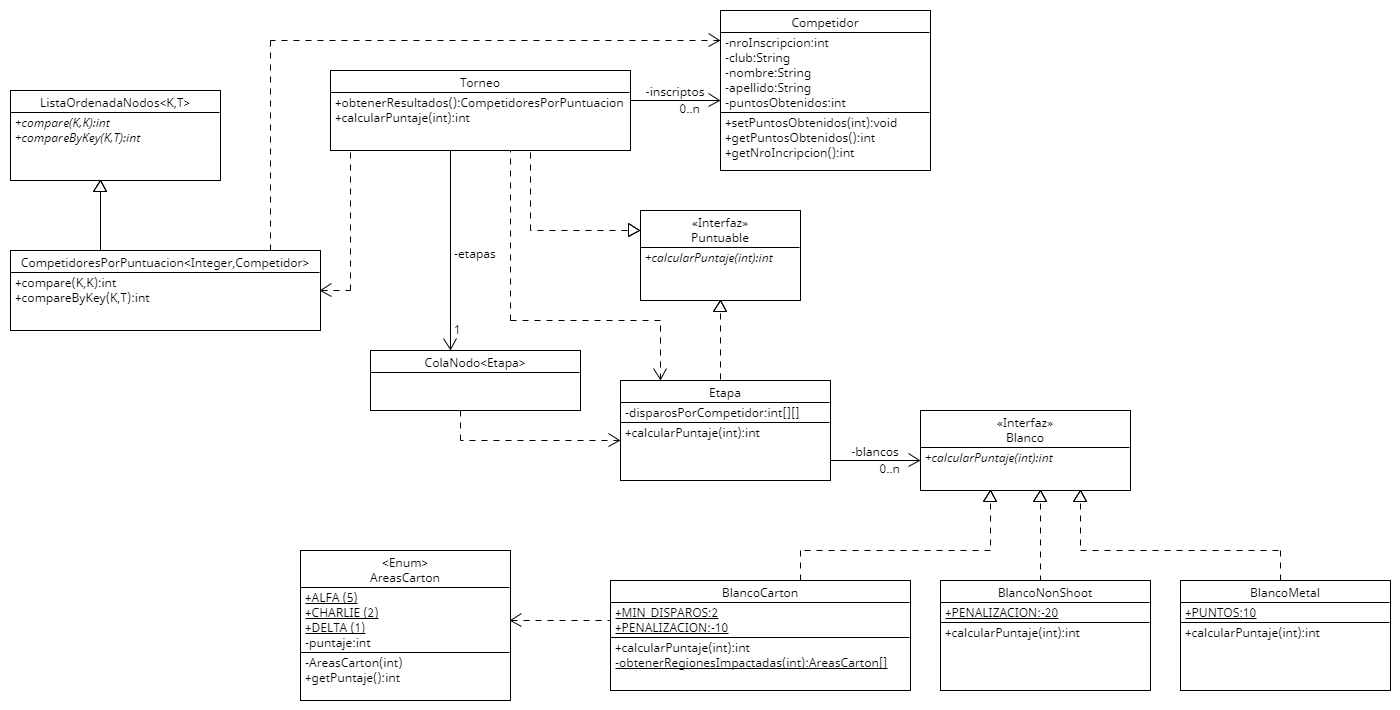 Competidor
-nroInscripcion:int
-club:String
-nombre:String
-apellido:String
-puntosObtenidos:int
+setPuntosObtenidos(int):void
+getPuntosObtenidos():int
+getNroIncripcion():int
Torneo
+obtenerResultados():CompetidoresPorPuntuacion
+calcularPuntaje(int):int
-inscriptos
0..n
ListaOrdenadaNodos<K,T>
+compare(K,K):int
+compareByKey(K,T):int
«Interfaz»
Puntuable
+calcularPuntaje(int):int
CompetidoresPorPuntuacion<Integer,Competidor>
+compare(K,K):int
+compareByKey(K,T):int
-etapas
1
ColaNodo<Etapa>
Etapa
-disparosPorCompetidor:int[][]
+calcularPuntaje(int):int
-blancos
0..n
«Interfaz»
Blanco
+calcularPuntaje(int):int
<Enum>
AreasCarton
+ALFA (5)
+CHARLIE (2)
+DELTA (1)
-puntaje:int
-AreasCarton(int)
+getPuntaje():int
BlancoCarton
+MIN_DISPAROS:2
+PENALIZACION:-10
+calcularPuntaje(int):int
-obtenerRegionesImpactadas(int):AreasCarton[]
BlancoNonShoot
+PENALIZACION:-20
+calcularPuntaje(int):int
BlancoMetal
+PUNTOS:10
+calcularPuntaje(int):int